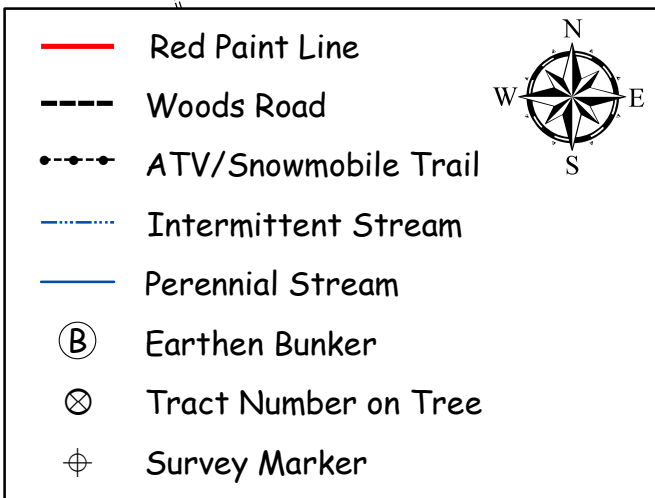 N
Red Paint Line
W E
Woods Road
S
ATV/Snowmobile Trail
Intermittent Stream
Perennial Stream
B Earthen Bunker
Tract Number on Tree
Survey Marker